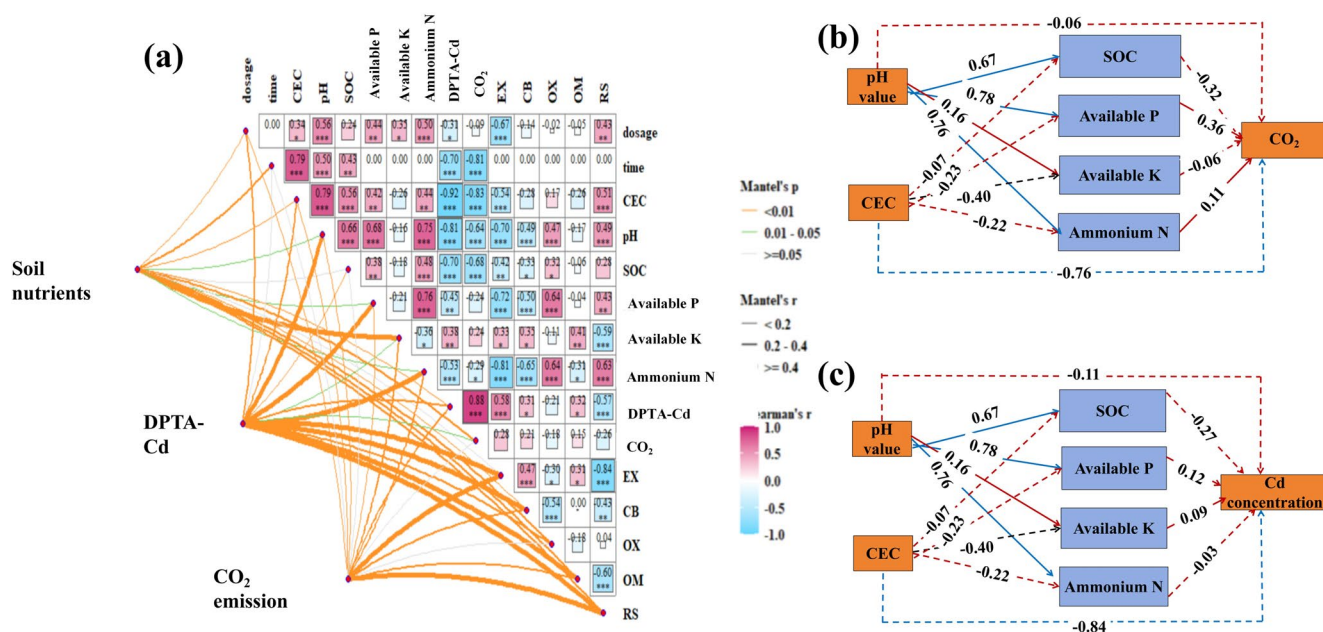 (a)
dosage
time
CEC
pH
SOC
Available P
Available K
Ammonium N
DPTA-Cd
CO₂
EX
CB
OX
OM
RS
0.00 0.34 0.56 0.24 0.44 0.35 0.50 -0.31 -0.09 -0.67 -0.14 -0.02 -0.05 0.43 dosage
* *** ** * *** * *** **
0.79 0.50 0.43 0.00 0.00 0.00 -0.70 -0.81 0.00 0.00 0.00 0.00 0.00 time
*** *** ** *** ***
0.79 0.56 0.42 -0.26 0.44 -0.92 -0.83 -0.54 -0.28 0.17 -0.26 0.51 CEC
*** *** ** ** *** *** *** ***
0.66 0.68 -0.16 0.75 -0.81 -0.64 -0.70 -0.49 0.47 -0.17 0.49 pH
*** *** *** *** *** *** *** *** ***
0.38 -0.18 0.48 -0.70 -0.68 -0.42 -0.33 0.32 -0.06 0.28 SOC
** *** *** *** ** * *
-0.21 0.76 -0.45 -0.24 -0.72 -0.50 0.64 -0.04 0.43 Available P
*** ** *** *** *** **
-0.36 0.38 0.24 0.33 0.35 -0.11 0.41 -0.59 Available K
* ** * * ** ***
-0.53 -0.29 -0.81 -0.65 0.64 -0.31 0.63 Ammonium N
*** * *** *** *** * ***
0.88 0.58 0.31 -0.21 0.32 -0.57 DPTA-Cd
*** *** * * ***
0.28 0.21 -0.18 0.15 -0.26 CO₂
0.47 -0.30 0.31 -0.84 EX
*** * * ***
-0.54 0.00 -0.43 CB
*** **
-0.18 0.04 OX
-0.60 OM
***
RS
Soil
nutrients
DPTA-
Cd
CO₂
emission
Mantel's p
<0.01
0.01 - 0.05
>=0.05
Mantel's r
< 0.2
0.2 - 0.4
>= 0.4
earman's r
1.0
0.5
0.0
-0.5
-1.0
(b)
-0.06
pH
value
CEC
0.67
0.78
0.16
0.76
-0.07
-0.23
-0.40
-0.22
SOC
Available P
Available K
Ammonium N
-0.32
0.36
-0.06
0.11
CO₂
-0.76
(c)
-0.11
pH
value
CEC
0.67
0.78
0.16
0.76
-0.07
-0.23
-0.40
-0.22
SOC
Available P
Available K
Ammonium N
-0.27
0.12
0.09
-0.03
Cd
concentration
-0.84